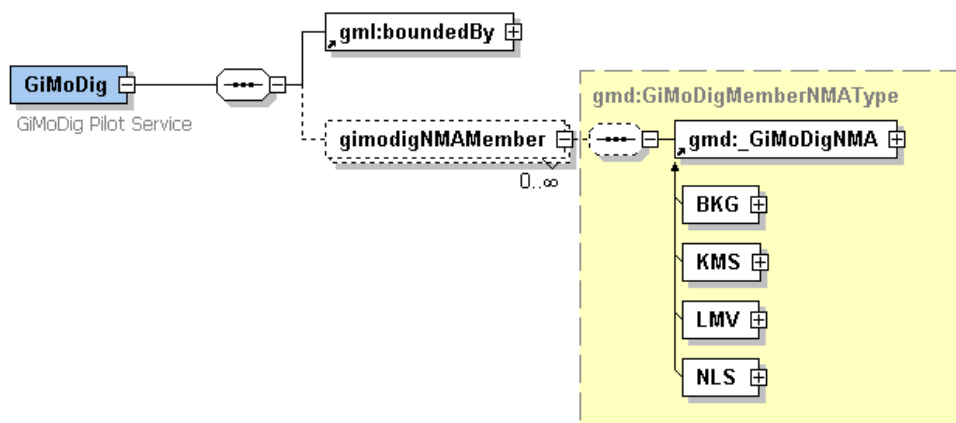 gml:boundedBy
GiMoDig
GiMoDig Pilot Service
gmd:GiMoDigMemberNMAType
gimodigNMAMember
0..∞
gmd:_GiMoDigNMA
BKG
KMS
LMV
NLS